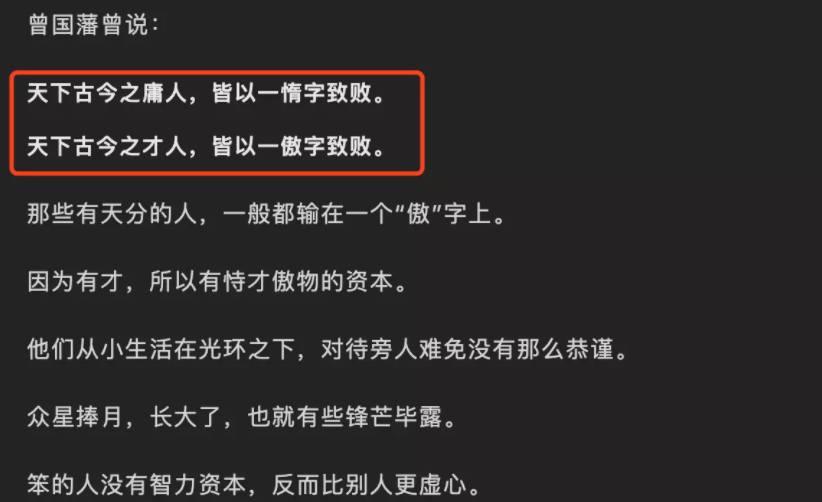 曾国藩曾说：
天下古今之庸人，皆以一惰字致败。
天下古今之才人，皆以一傲字致败。
那些有天分的人，一般都输在一个“傲”字上。
因为有才，所以有恃才傲物的资本。
他们从小生活在光环之下，对待旁人难免没有那么恭谨。
众星捧月，长大了，也就有些锋芒毕露。
笨的人没有智力资本，反而比别人更虚心。